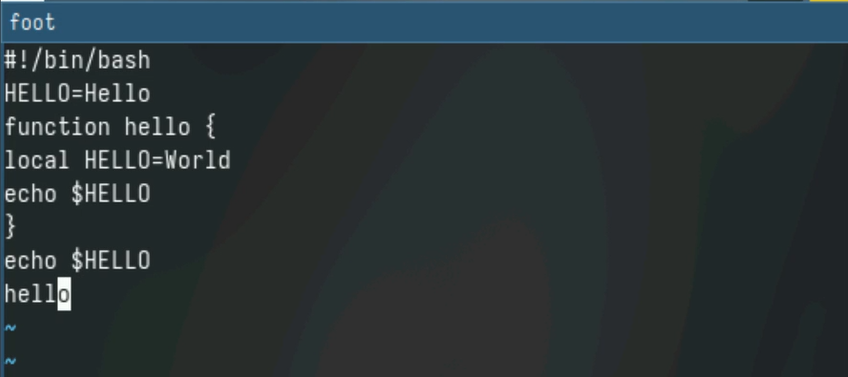 foot
#!/bin/bash
HELLO=Hello
function hello {
local HELLO=World
echo $HELLO
}
echo $HELLO
hello
~
~